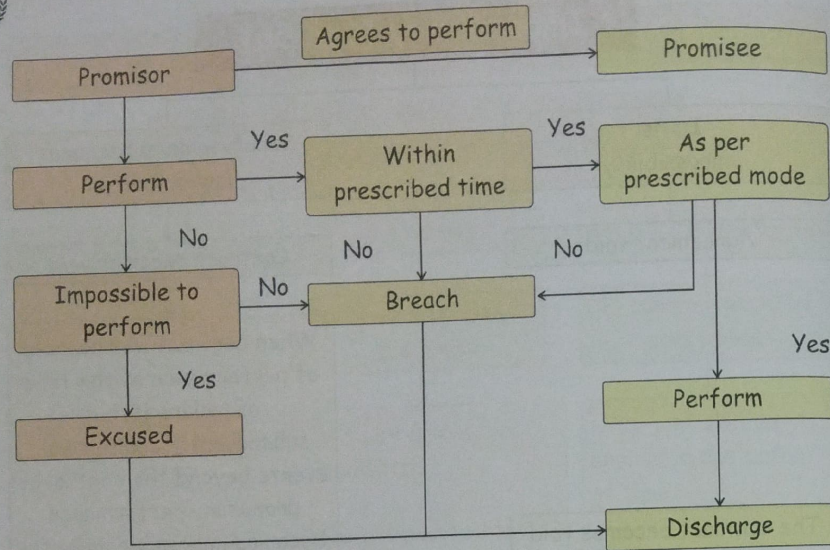 Agrees to perform
Promisor
Promisee
Yes
Yes
Perform
Within
prescribed time
As per
prescribed mode
No
No
No
Impossible to
perform
No
Breach
Yes
Yes
Perform
Excused
Discharge